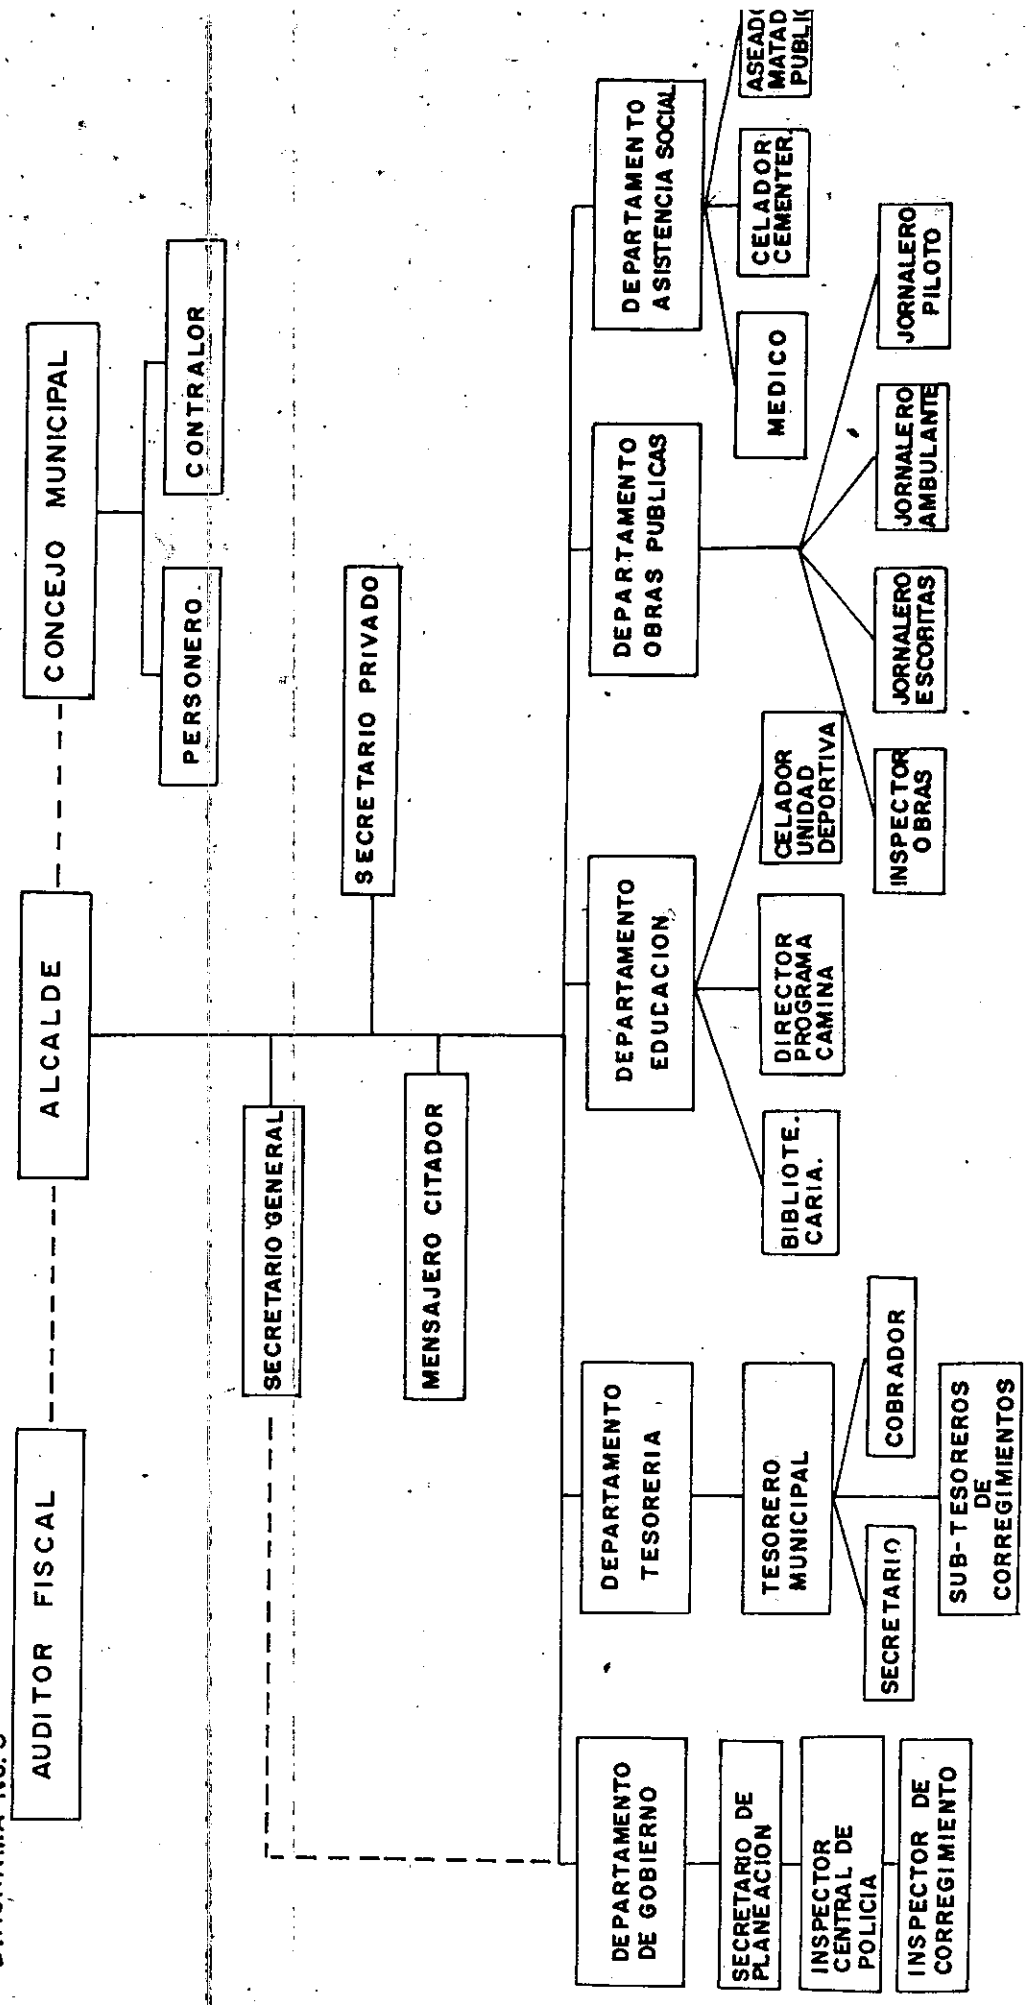 AUDITOR FISCAL
ALCALDE
CONCEJO MUNICIPAL
PERSONERO
CONTRALOR
SECRETARIO GENERAL
SECRETARIO PRIVADO
MENSAJERO CITADOR
DEPARTAMENTO
DE GOBIERNO
DEPARTAMENTO
TESORERIA
DEPARTAMENTO
EDUCACION
DEPARTAMENTO
OBRAS PUBLICAS
DEPARTAMENTO
ASISTENCIA SOCIAL
SECRETARIO DE
PLANEACION
INSPECTOR
CENTRAL DE
POLICIA
INSPECTOR DE
CORREGIMIENTO
TESORERO
MUNICIPAL
SECRETARIO
COBRADOR
SUB-TESOREROS
DE
CORREGIMIENTOS
BIBLIOTE.
CARIA.
DIRECTOR
PROGRAMA
CAMINA
CELADOR
UNIDAD
DEPORTIVA
INSPECTOR
OBRAS
JORNALERO
ESCOBITAS
JORNALERO
AMBULANTE
JORNALERO
PILOTO
MEDICO
CELADOR
CEMENTER.